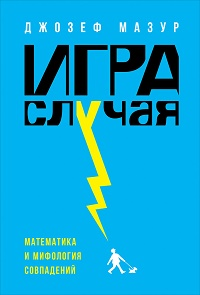 ДЖОЗЕФ МАЗУР
ИГРА
СЛУЧАЯ
МАТЕМАТИКА
И МИФОЛОГИЯ
СОВПАДЕНИЙ